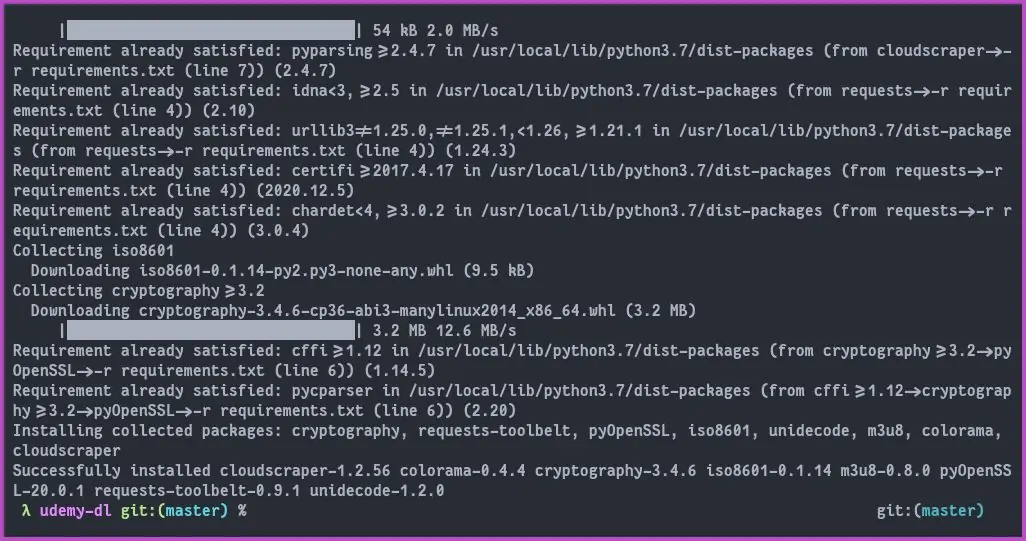 |████████████████████████████████| 54 kB 2.0 MB/s
Requirement already satisfied: pyparsing>=2.4.7 in /usr/local/lib/python3.7/dist-packages (from cloudscraper->-
r requirements.txt (line 7)) (2.4.7)
Requirement already satisfied: idna<3,>=2.5 in /usr/local/lib/python3.7/dist-packages (from requests->-r requir
ements.txt (line 4)) (2.10)
Requirement already satisfied: urllib3!=1.25.0,!=1.25.1,<1.26,>=1.21.1 in /usr/local/lib/python3.7/dist-package
s (from requests->-r requirements.txt (line 4)) (1.24.3)
Requirement already satisfied: certifi>=2017.4.17 in /usr/local/lib/python3.7/dist-packages (from requests->-r
requirements.txt (line 4)) (2020.12.5)
Requirement already satisfied: chardet<4,>=3.0.2 in /usr/local/lib/python3.7/dist-packages (from requests->-r r
equirements.txt (line 4)) (3.0.4)
Collecting iso8601
Downloading iso8601-0.1.14-py2.py3-none-any.whl (9.5 kB)
Collecting cryptography>=3.2
Downloading cryptography-3.4.6-cp36-abi3-manylinux2014_x86_64.whl (3.2 MB)
|████████████████████████████████| 3.2 MB 12.6 MB/s
Requirement already satisfied: cffi>=1.12 in /usr/local/lib/python3.7/dist-packages (from cryptography>=3.2->py
OpenSSL->-r requirements.txt (line 6)) (1.14.5)
Requirement already satisfied: pycparser in /usr/local/lib/python3.7/dist-packages (from cffi>=1.12->cryptograp
hy>=3.2->pyOpenSSL->-r requirements.txt (line 6)) (2.20)
Installing collected packages: cryptography, requests-toolbelt, pyOpenSSL, iso8601, unidecode, m3u8, colorama,
cloudscraper
Successfully installed cloudscraper-1.2.56 colorama-0.4.4 cryptography-3.4.6 iso8601-0.1.14 m3u8-0.8.0 pyOpenSS
L-20.0.1 requests-toolbelt-0.9.1 unidecode-1.2.0
λ udemy-dl git:(master) % git:(master)